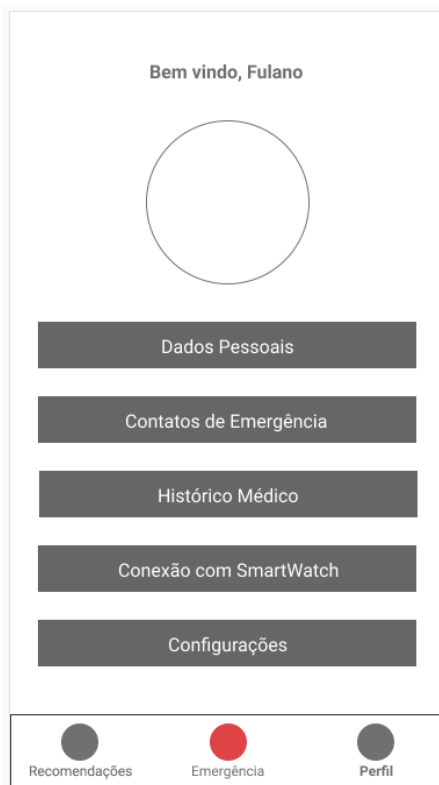 Bem vindo, Fulano
Dados Pessoais
Contatos de Emergência
Histórico Médico
Conexão com SmartWatch
Configurações
Recomendações
Emergência
Perfil